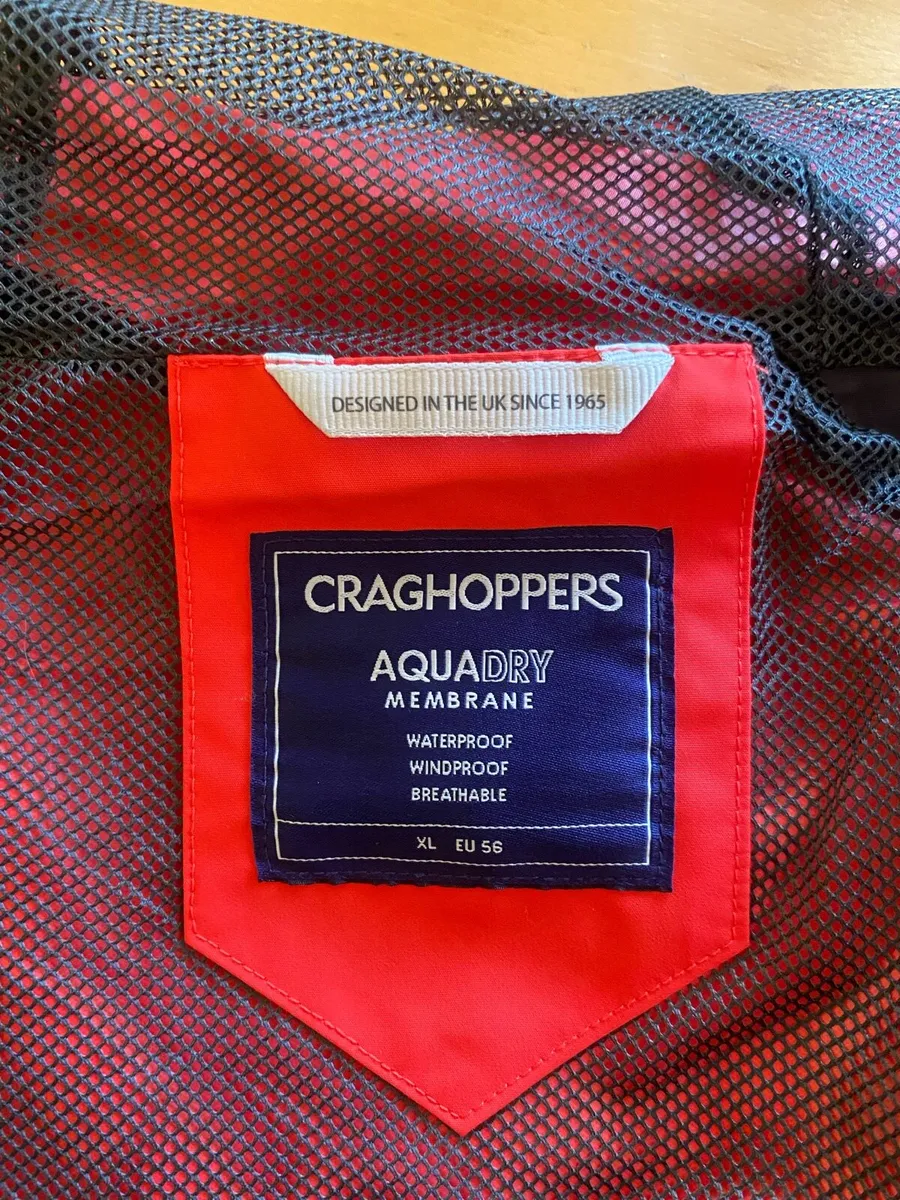 DESIGNED IN THE UK SINCE 1965
CRAGHOPPERS
AQUADRY
MEMBRANE
WATERPROOF
WINDPROOF
BREATHABLE
XL EU 56